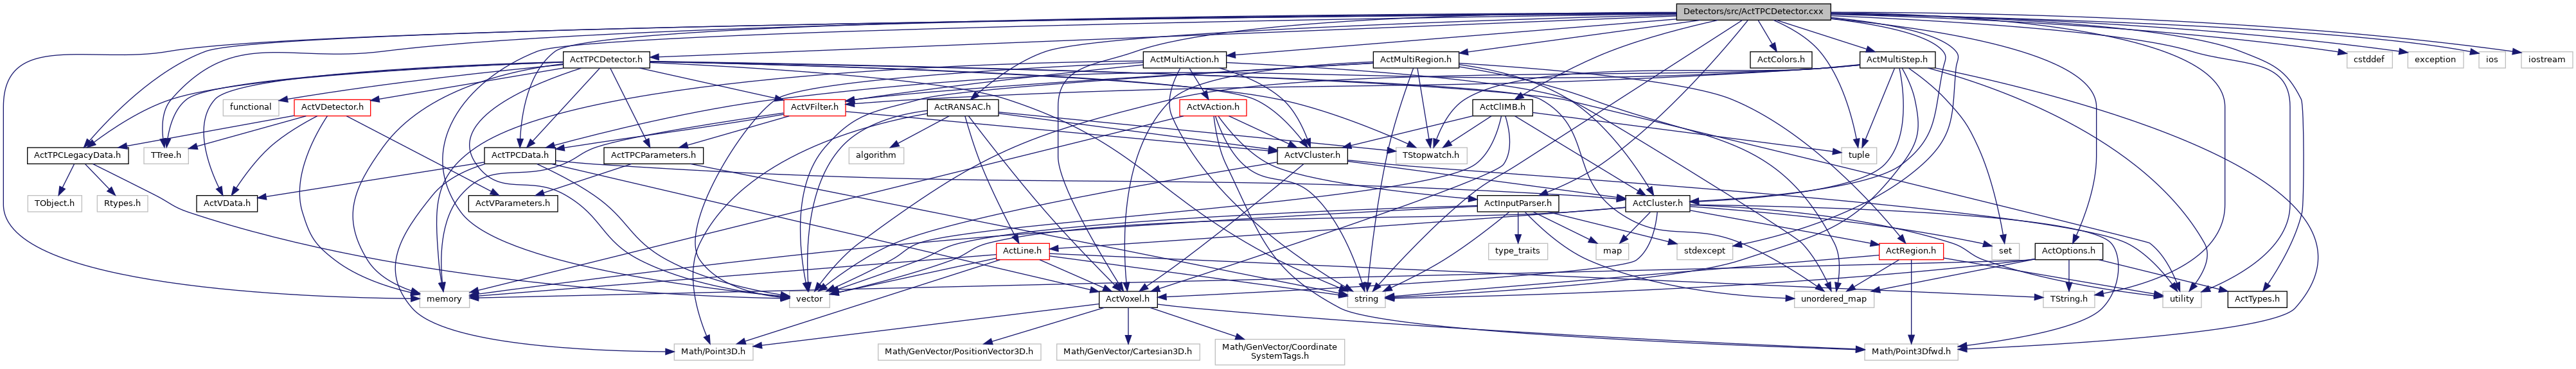 Detectors/src/ActTPCDetector.cxx
ActTPCDetector.h
ActMultiAction.h
ActMultiRegion.h
ActColors.h
ActMultiStep.h
cstddef
exception
ios
iostream
functional
ActVDetector.h
ActVFilter.h
ActRANSAC.h
ActVAction.h
ActClIMB.h
ActTPCLegacyData.h
TTree.h
ActTPCData.h
ActTPCParameters.h
algorithm
ActVCluster.h
TStopwatch.h
tuple
TObject.h
Rtypes.h
ActVData.h
ActVParameters.h
ActInputParser.h
ActCluster.h
ActLine.h
type_traits
map
stdexcept
ActRegion.h
set
ActOptions.h
memory
vector
ActVoxel.h
string
unordered_map
TString.h
utility
ActTypes.h
Math/Point3D.h
Math/GenVector/PositionVector3D.h
Math/GenVector/Cartesian3D.h
Math/GenVector/Coordinate
SystemTags.h
Math/Point3Dfwd.h